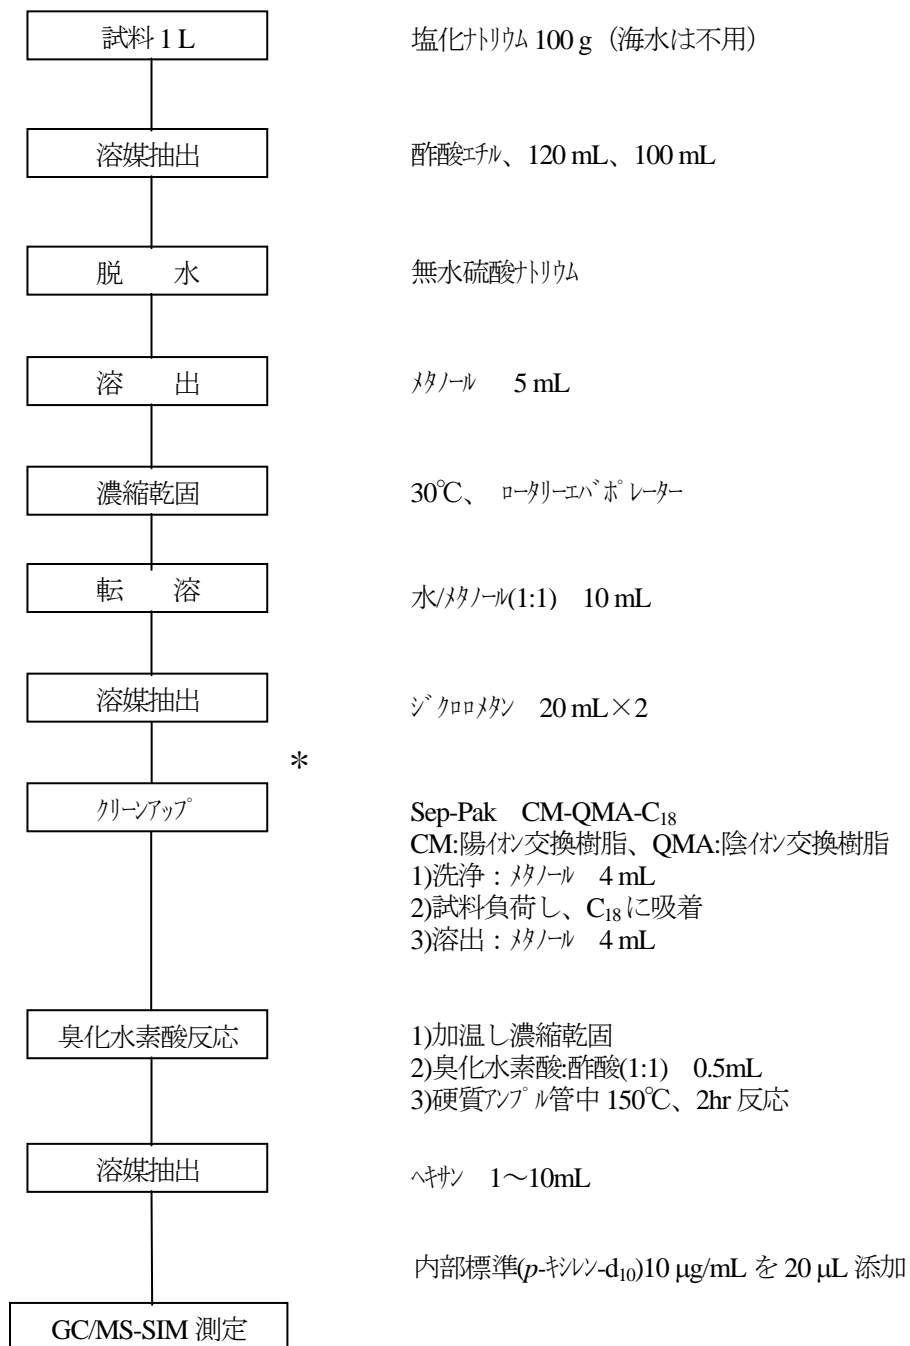 試料 1 L
塩化ﾅﾄﾘｳﾑ 100 g（海水は不用）
溶媒抽出
酢酸ｴﾁﾙ、120 mL、100 mL
脱　　水
無水硫酸ﾅﾄﾘｳﾑ
溶　　出
ﾒﾀﾉｰﾙ　5 mL
濃縮乾固
30℃、 ﾛｰﾀﾘｰｴﾊﾞﾎﾟﾚｰﾀｰ
転　　溶
水/ﾒﾀﾉｰﾙ(1:1)　10 mL
溶媒抽出
ｼﾞｸﾛﾛﾒﾀﾝ　20 mL×2
＊
ｸﾘｰﾝｱｯﾌﾟ
Sep-Pak　CM-QMA-C18
CM:陽ｲｵﾝ交換樹脂、QMA:陰ｲｵﾝ交換樹脂
1)洗浄：ﾒﾀﾉｰﾙ　4 mL
2)試料負荷し、C18に吸着
3)溶出：ﾒﾀﾉｰﾙ　4 mL
臭化水素酸反応
1)加温し濃縮乾固
2)臭化水素酸:酢酸(1:1)　0.5mL
3)硬質ｱﾝﾌﾟﾙ管中 150℃、2hr 反応
溶媒抽出
ﾍｷｻﾝ　1～10mL
内部標準(p-ｷｼﾚﾝ-d10)10 μg/mL を 20 μL 添加
GC/MS-SIM 測定